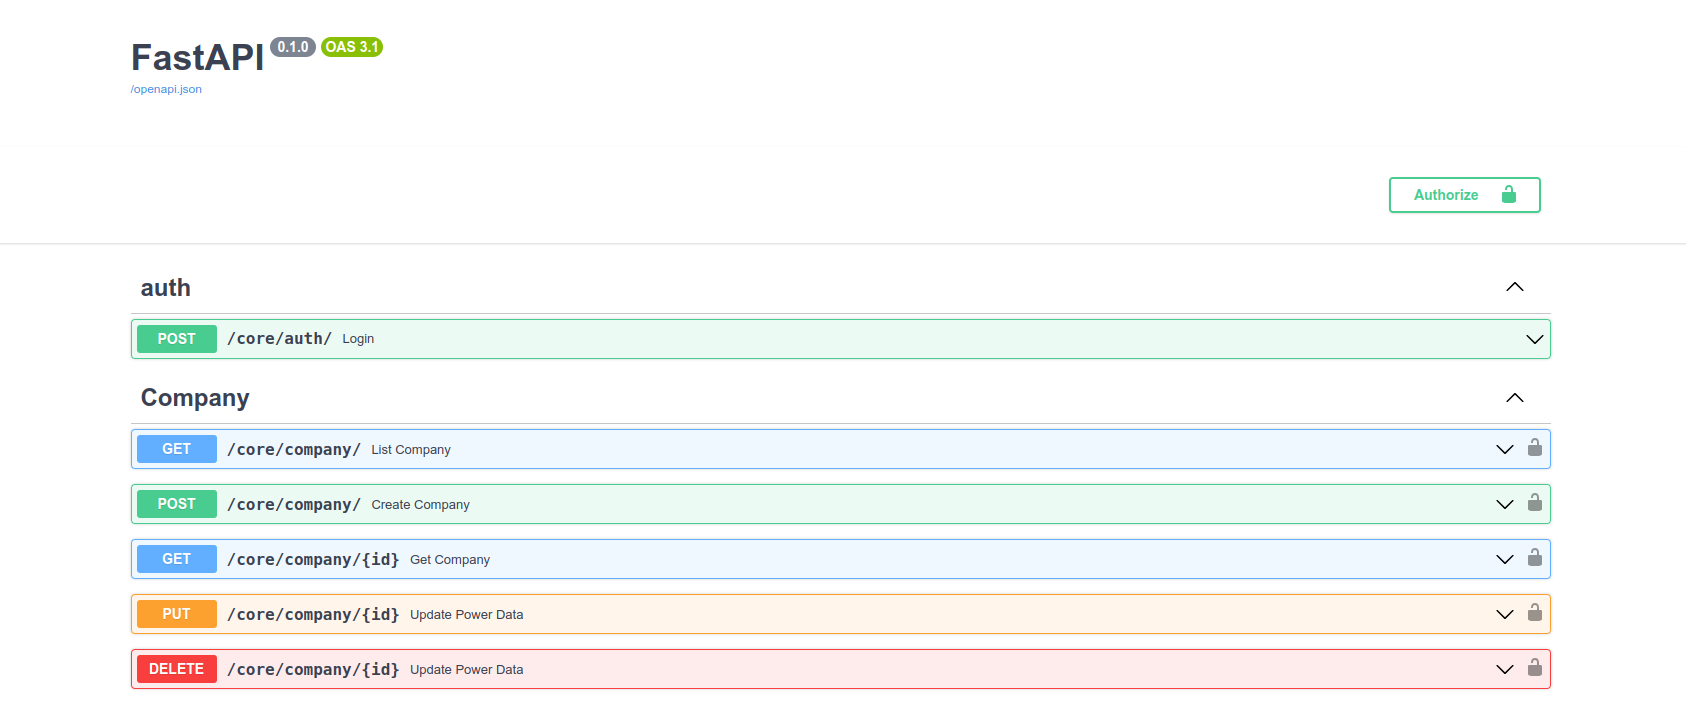 FastAPI 0.1.0 OAS 3.1
/openapi.json
Authorize
auth
POST /core/auth/ Login
Company
GET /core/company/ List Company
POST /core/company/ Create Company
GET /core/company/{id} Get Company
PUT /core/company/{id} Update Power Data
DELETE /core/company/{id} Update Power Data